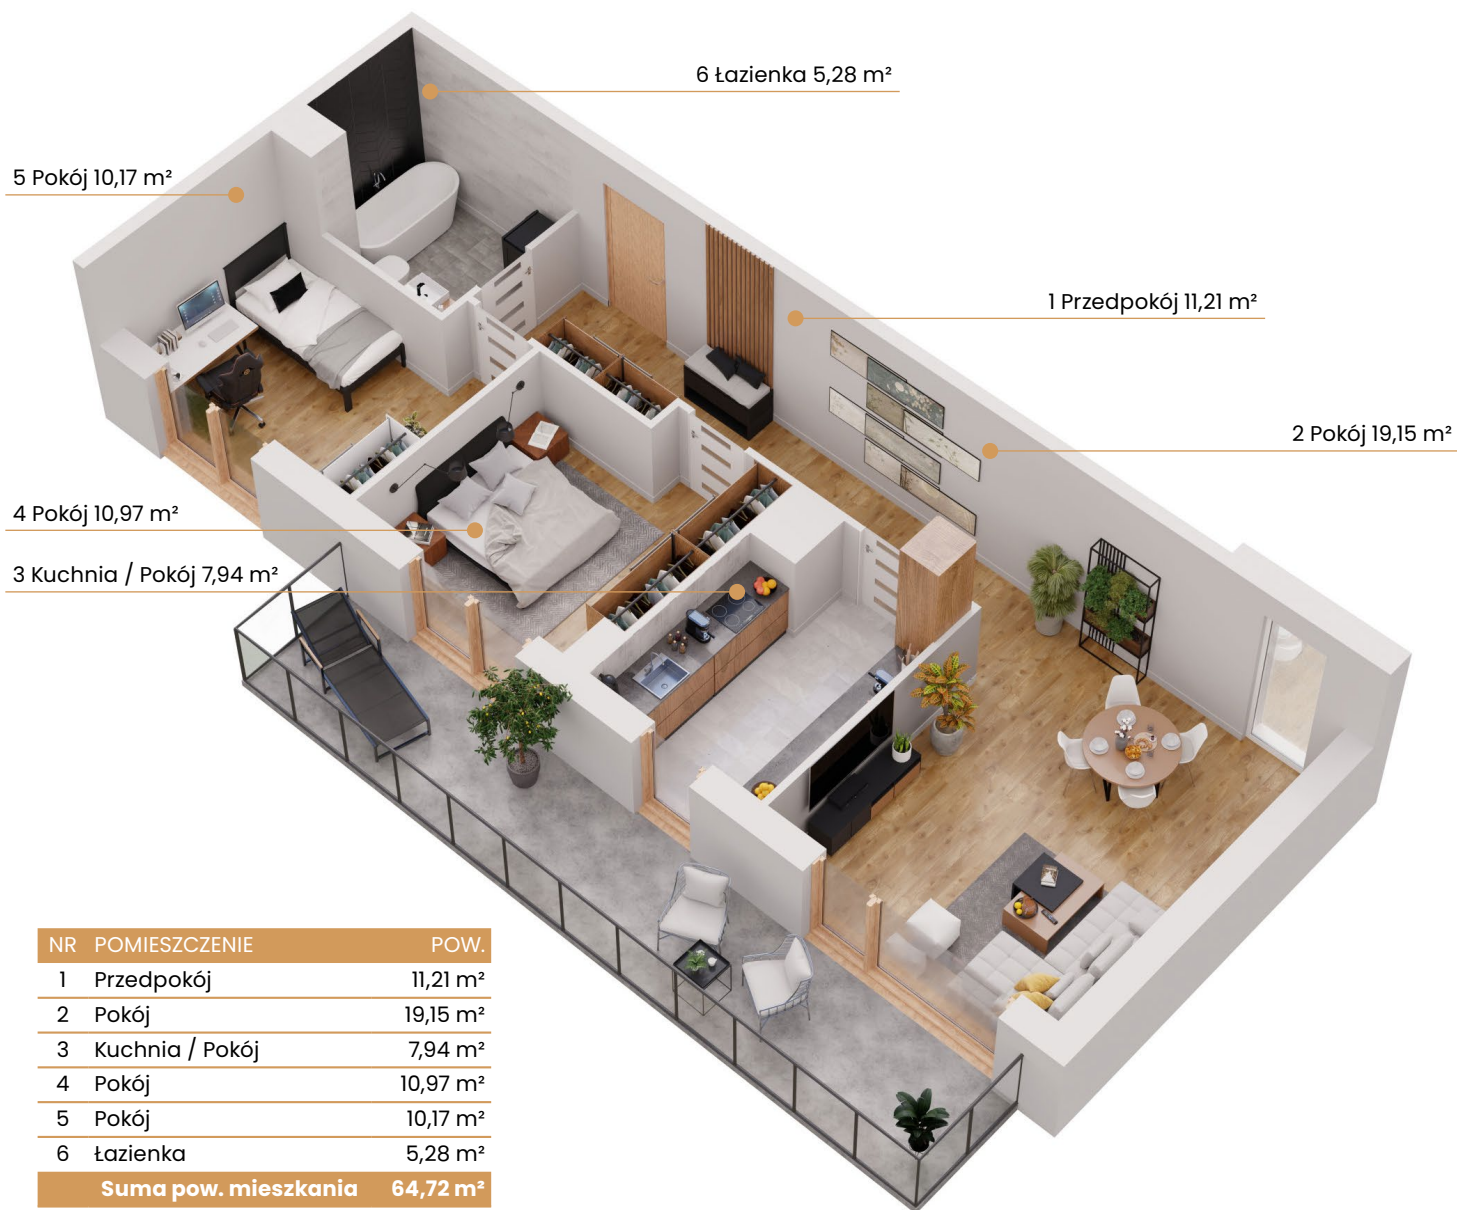 6 Łazienka 5,28 m²
5 Pokój 10,17 m²
1 Przedpokój 11,21 m²
2 Pokój 19,15 m²
4 Pokój 10,97 m²
3 Kuchnia / Pokój 7,94 m²
NR POMIESZCZENIE POW.
1 Przedpokój 11,21 m²
2 Pokój 19,15 m²
3 Kuchnia / Pokój 7,94 m²
4 Pokój 10,97 m²
5 Pokój 10,17 m²
6 Łazienka 5,28 m²
Suma pow. mieszkania 64,72 m²